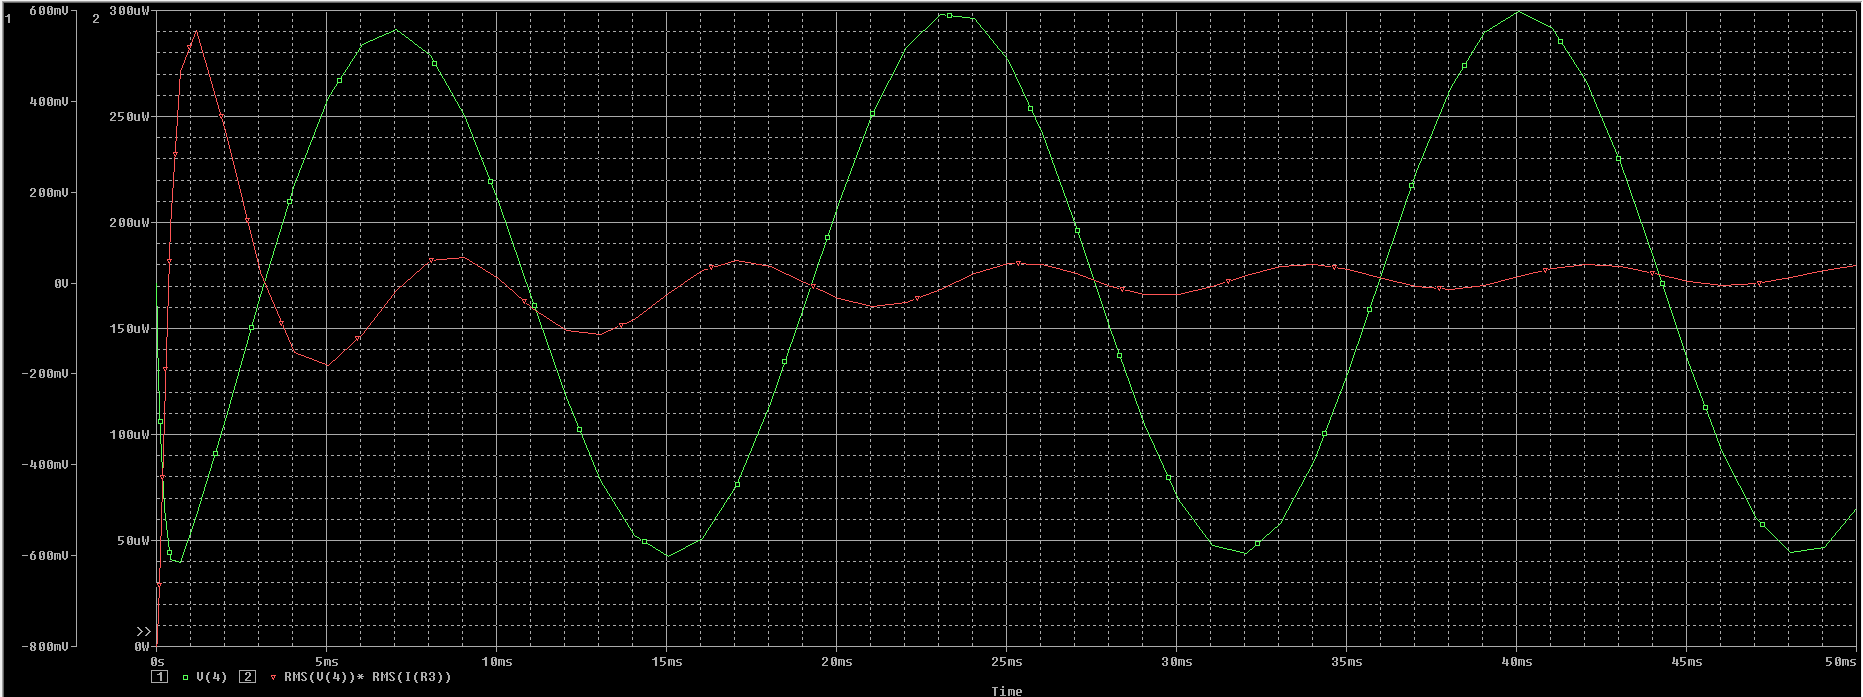 1 600mV 2 300uW
400mV 250uW
200mV 200uW
0V
150uW
-200mV
100uW
-400mV
50uW
-600mV
>>
-800mV 0W
0s 5ms 10ms 15ms 20ms 25ms 30ms 35ms 40ms 45ms 50ms
1 V(4) 2 RMS(V(4))* RMS(I(R3))
Time